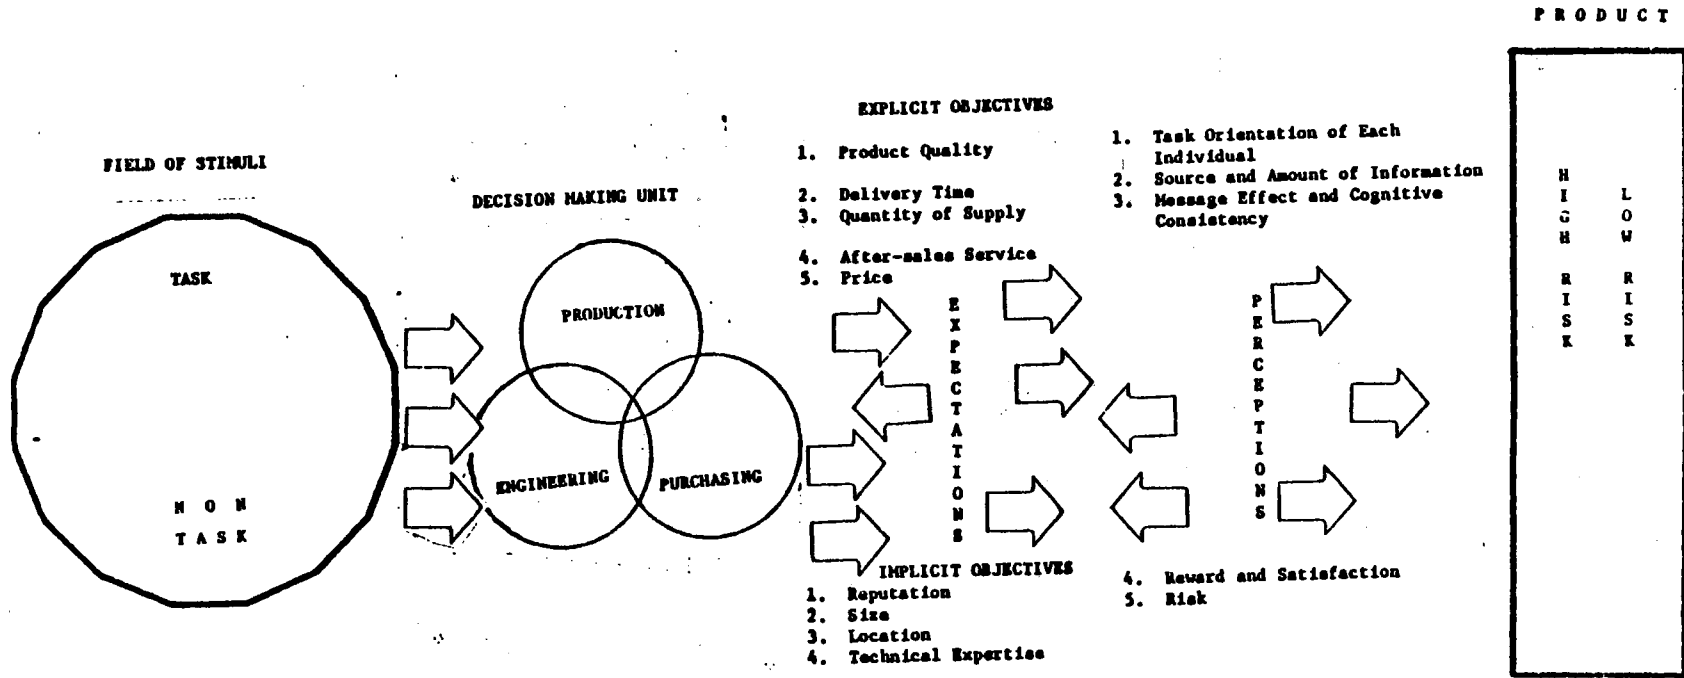 PRODUCT
FIELD OF STIMULI
TASK
NON
TASK
DECISION MAKING UNIT
PRODUCTION
ENGINEERING
PURCHASING
EXPLICIT OBJECTIVES
1. Product Quality
2. Delivery Time
3. Quantity of Supply
4. After-sales Service
5. Price
EXPECTATIONS
IMPLICIT OBJECTIVES
1. Reputation
2. Size
3. Location
4. Technical Expertise
1. Task Orientation of Each
Individual
2. Source and Amount of Information
3. Message Effect and Cognitive
Consistency
PERCEPTIONS
4. Reward and Satisfaction
5. Risk
HIGH RISK
LOW RISK